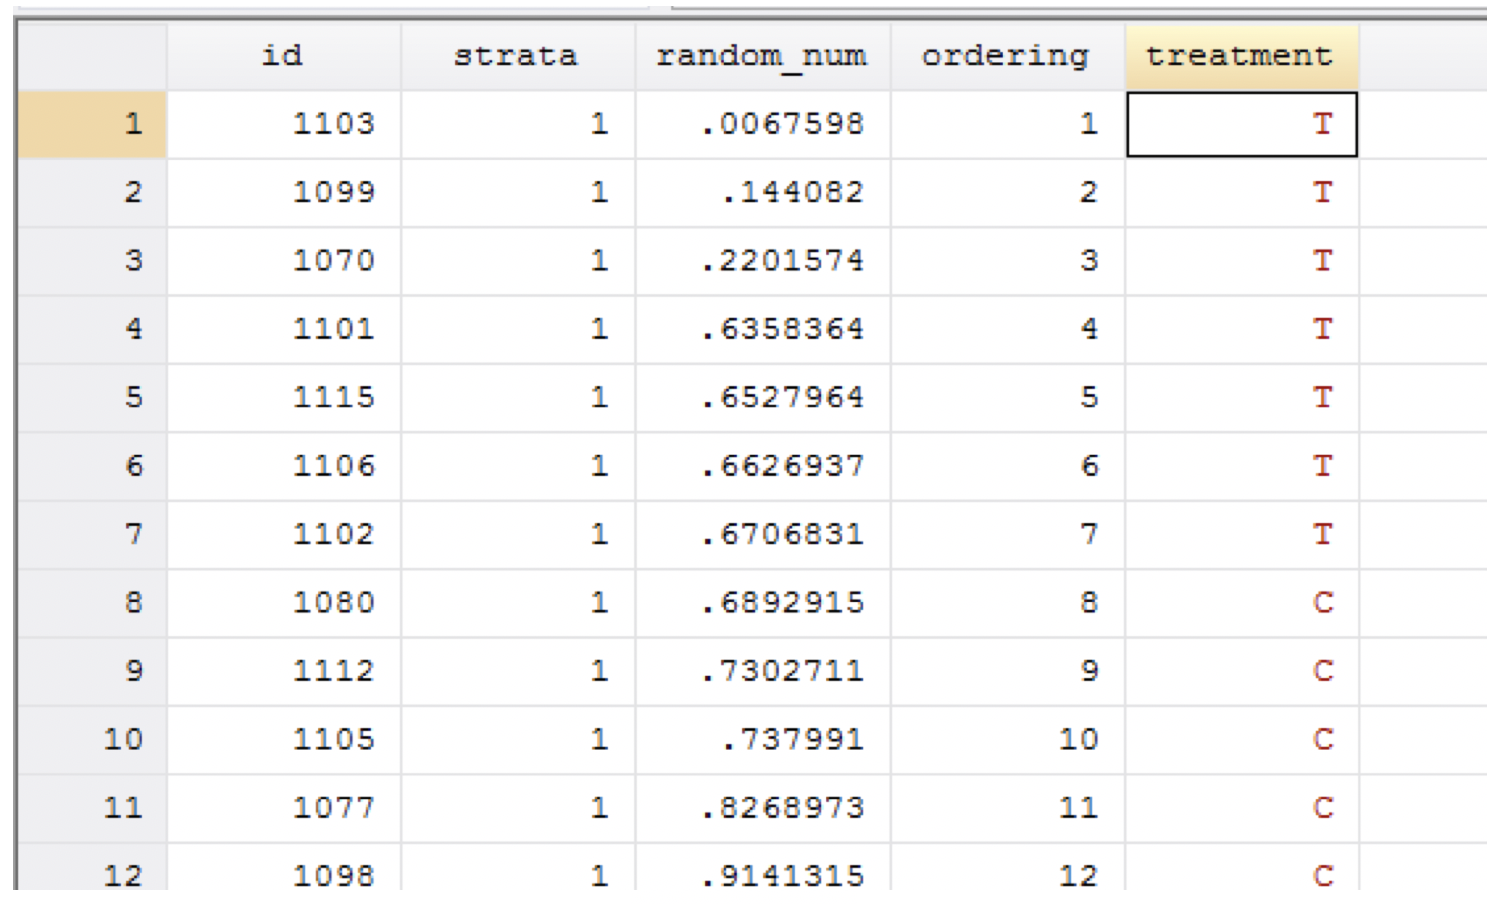 id strata random_num ordering treatment
1 1103 1 .0067598 1 T
2 1099 1 .144082 2 T
3 1070 1 .2201574 3 T
4 1101 1 .6358364 4 T
5 1115 1 .6527964 5 T
6 1106 1 .6626937 6 T
7 1102 1 .6706831 7 T
8 1080 1 .6892915 8 C
9 1112 1 .7302711 9 C
10 1105 1 .737991 10 C
11 1077 1 .8268973 11 C
12 1098 1 .9141315 12 C